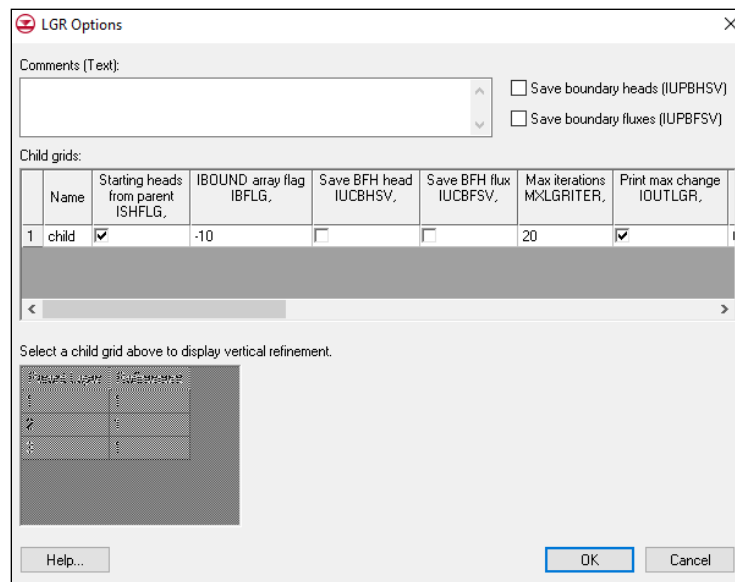 LGR Options
Comments (Text):
Save boundary heads (IUPBHSV)
Save boundary fluxes (IUPBFSV)
Child grids:
Name
Starting heads
from parent
ISHFLG,
IBOUND array flag
IBFLG,
Save BFH head
IUCBHSV,
Save BFH flux
IUCBFSV,
Max iterations
MXLGRITER,
Print max change
IOUTLGR,
1 child -10 20
Select a child grid above to display vertical refinement.
1 1
2 1
3 1
Help... OK Cancel